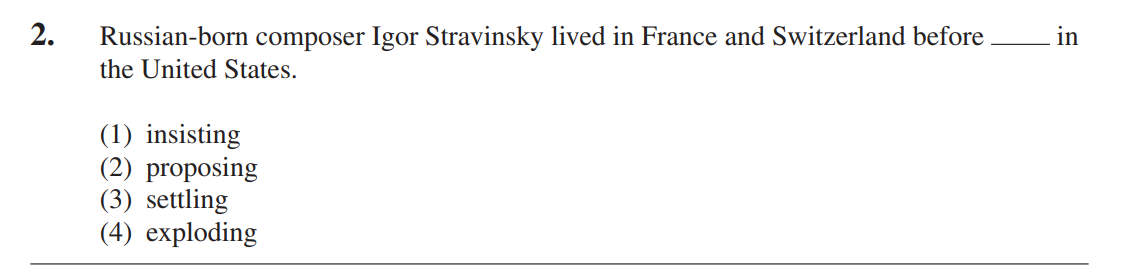 2. Russian-born composer Igor Stravinsky lived in France and Switzerland before _____ in
the United States.
(1) insisting
(2) proposing
(3) settling
(4) exploding